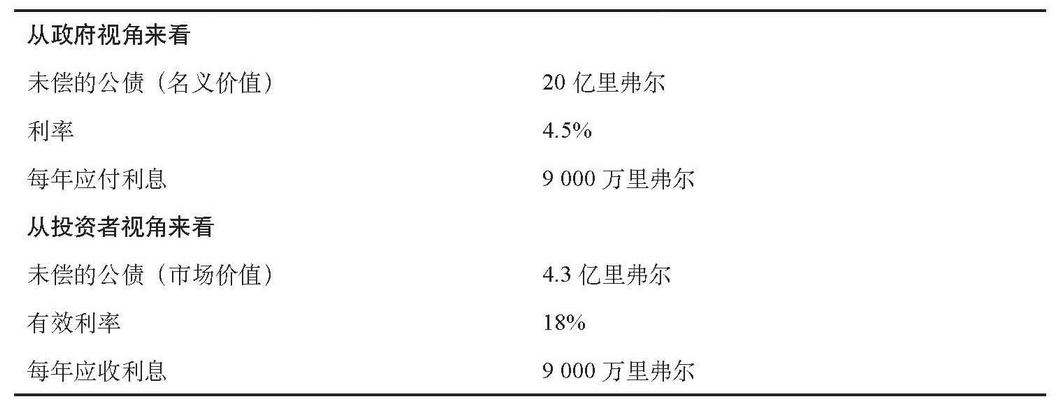 从政府视角来看
未偿的公债（名义价值） 20 亿里弗尔
利率 4.5%
每年应付利息 9 000 万里弗尔
从投资者视角来看
未偿的公债（市场价值） 4.3 亿里弗尔
有效利率 18%
每年应收利息 9 000 万里弗尔